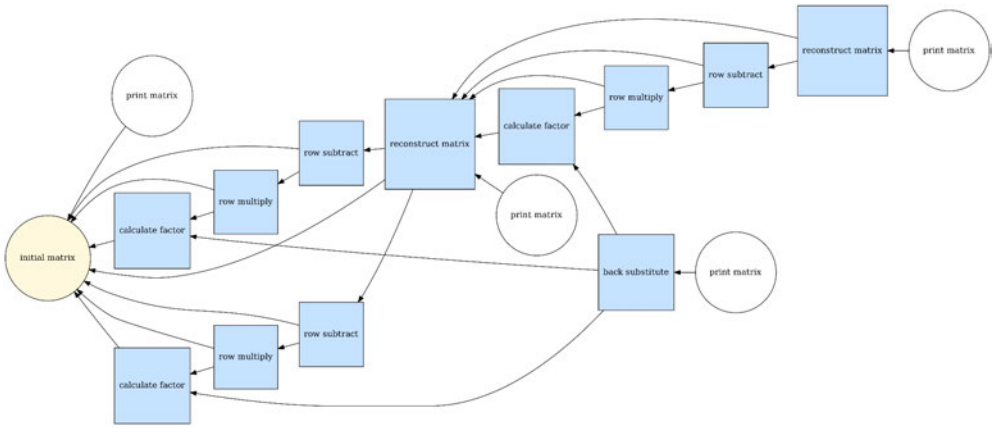 reconstruct matrix
print matrix
row subtract
print matrix
row multiply
calculate factor
reconstruct matrix
row subtract
row multiply
print matrix
calculate factor
initial matrix
back substitute
print matrix
row subtract
row multiply
calculate factor